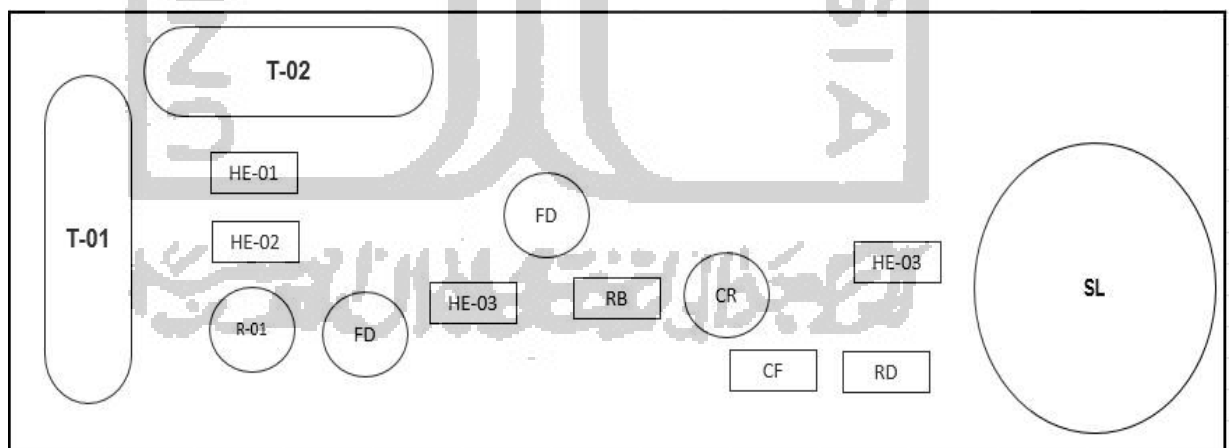 T-02
HE-01
T-01
HE-02
FD
HE-03
SL
HE-03
RB
CR
R-01
FD
CF
RD